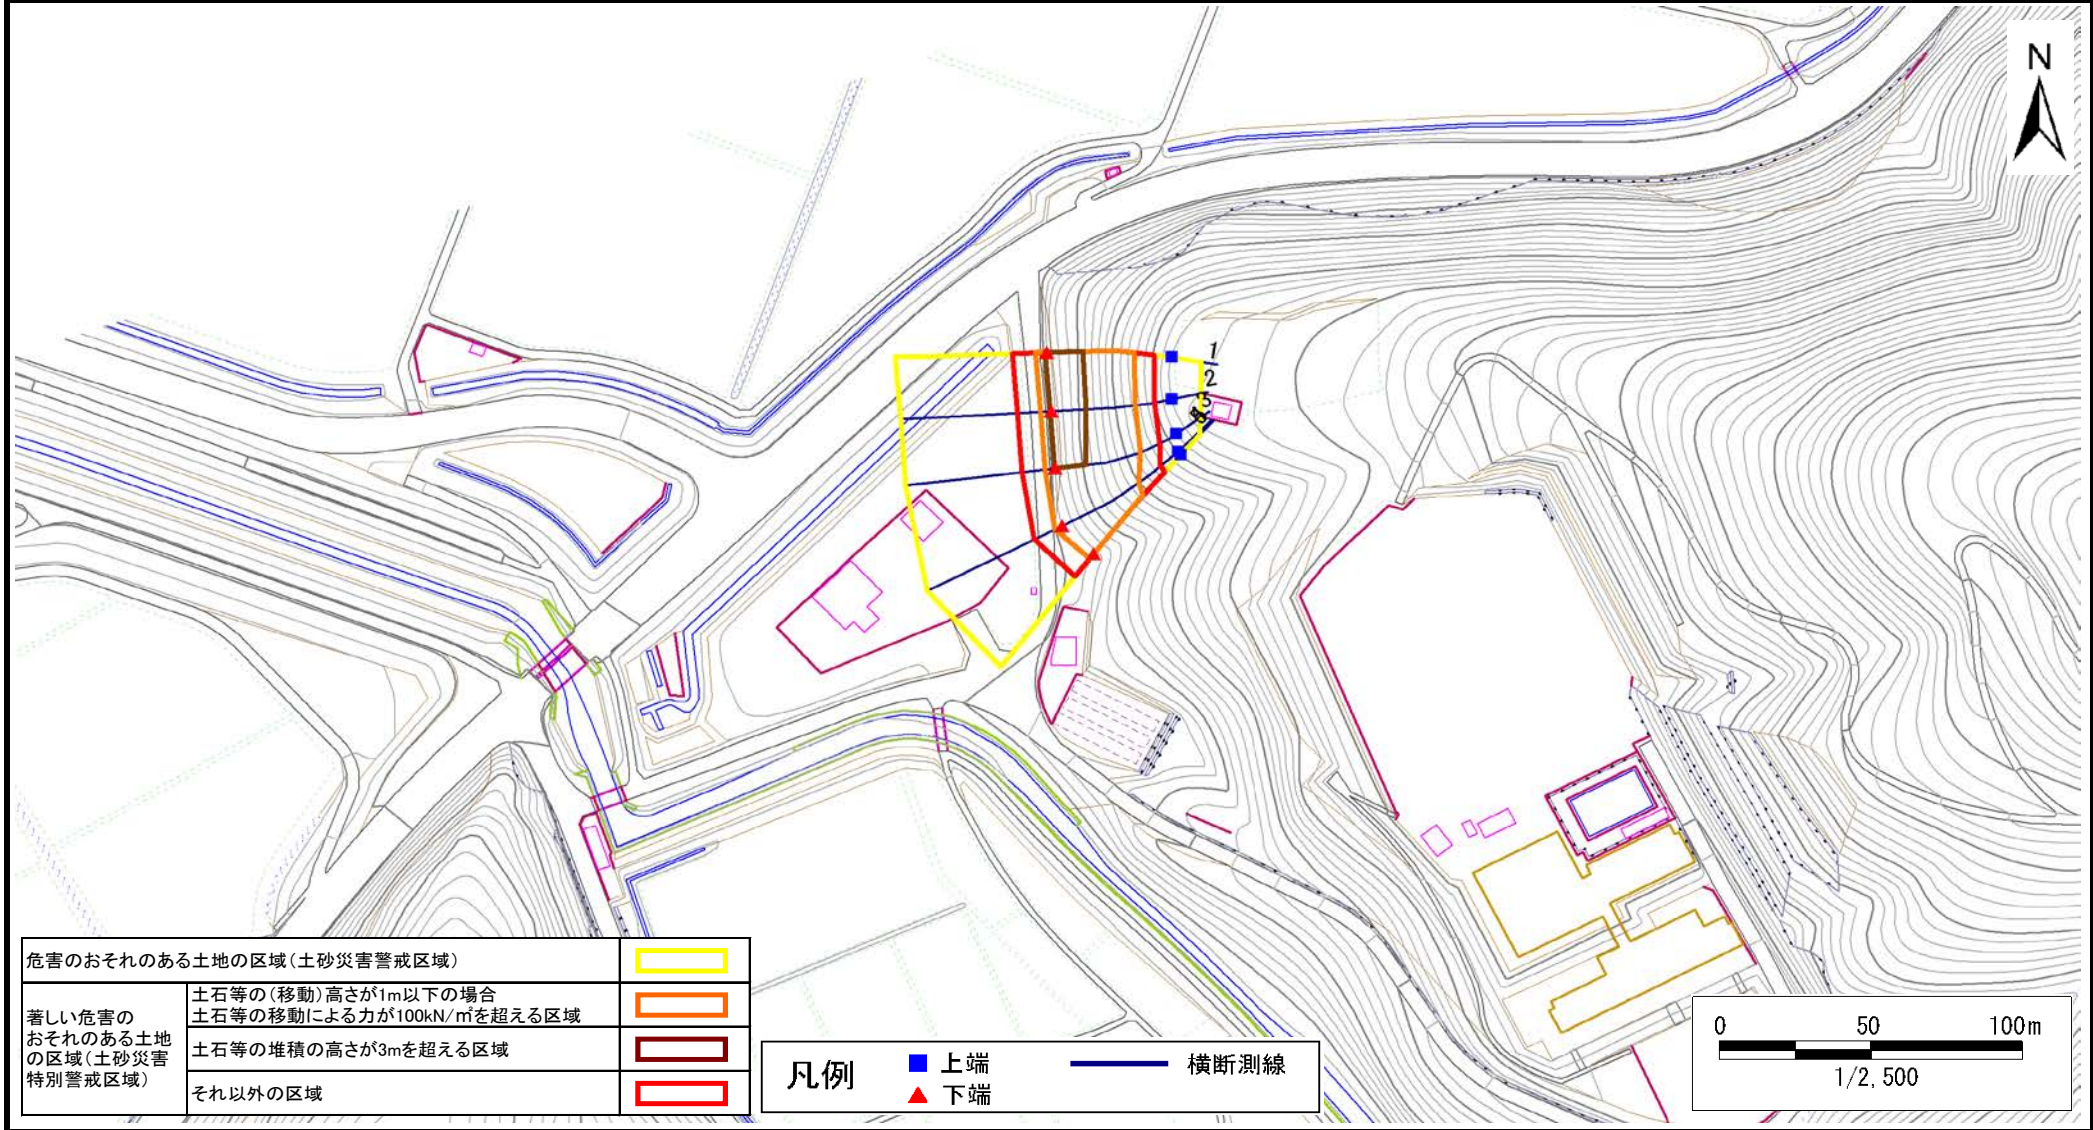 N
1
2
危害のおそれのある土地の区域(土砂災害警戒区域)
著しい危害の
おそれのある土地
の区域(土砂災害
特別警戒区域)
土石等の(移動)高さが1m以下の場合
土石等の移動による力が100kN/㎡を超える区域
土石等の堆積の高さが3mを超える区域
それ以外の区域
凡例
上端
下端
横断測線
0 50 100m
1/2,500